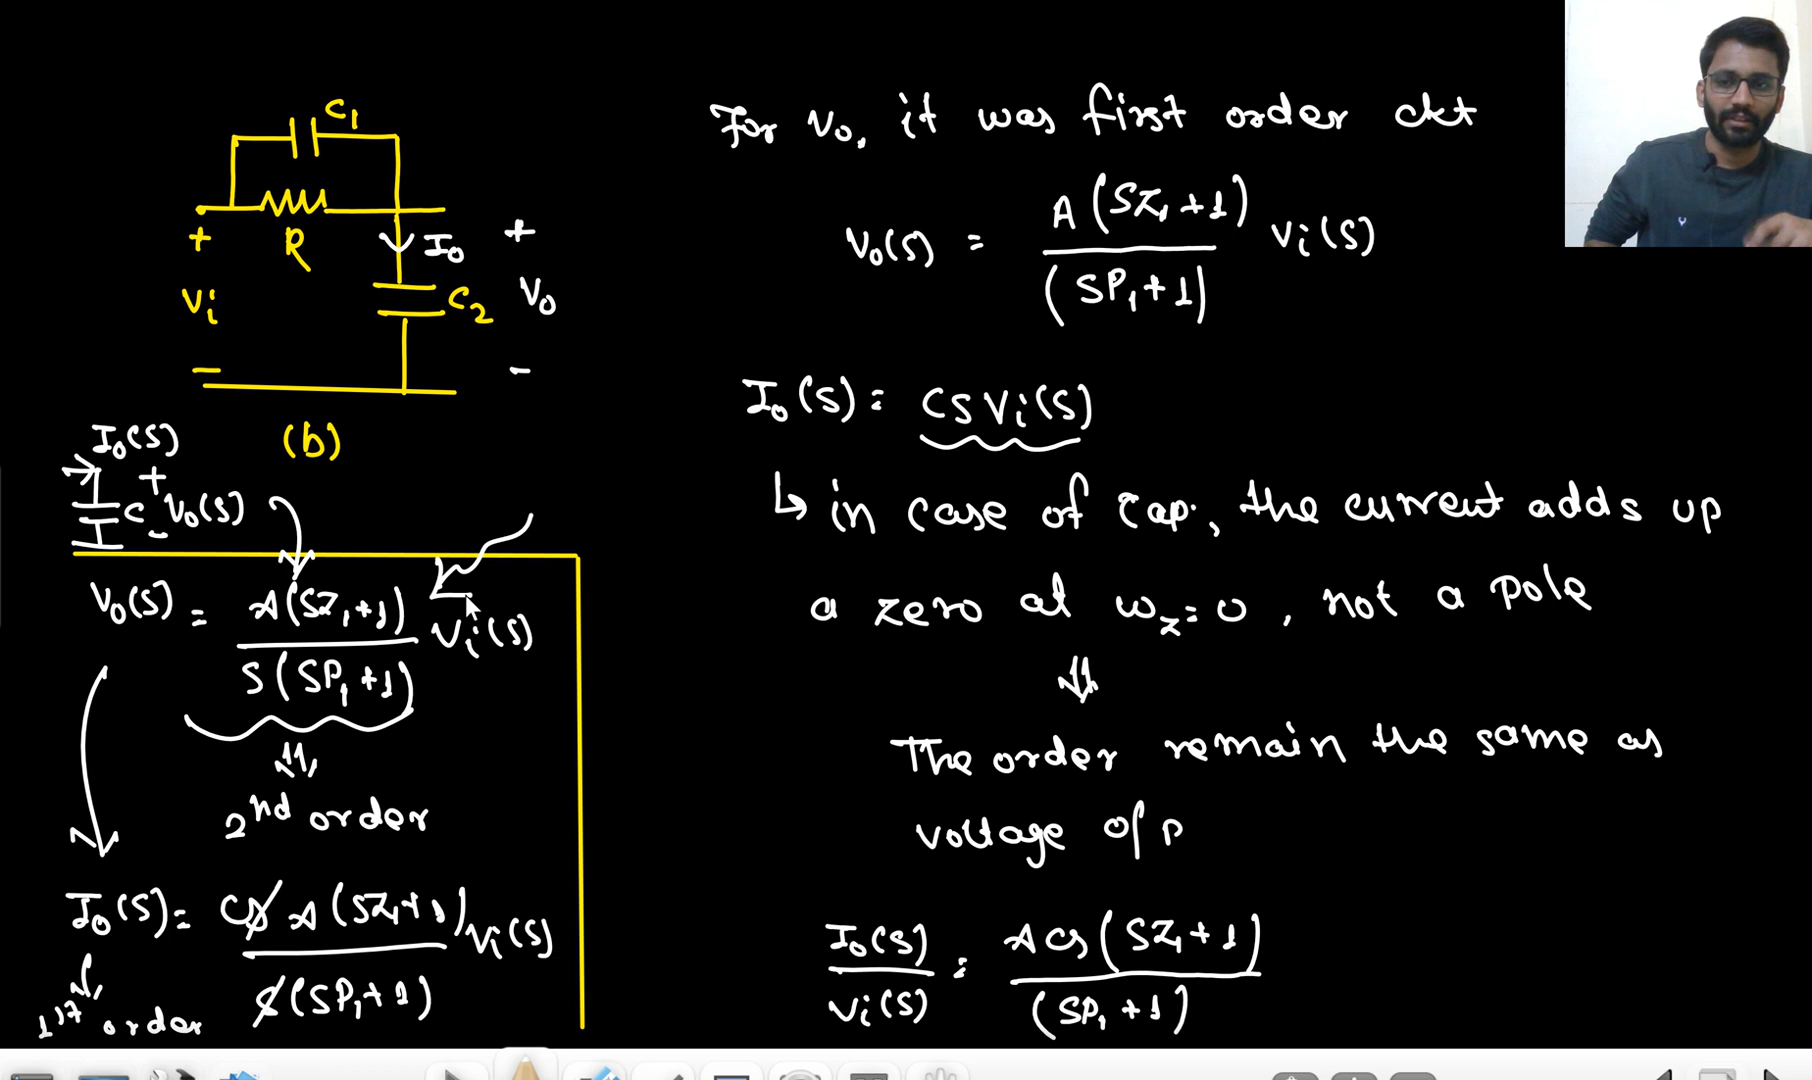 C1
R
+
Vi
-
I0
C2
+
V0
-
(b)
I0(S)
+
C V0(S)
-
V0(S) = A(SZ1+1) / S(SP1+1) Vi(S)
2nd order
I0(S) = CS A(SZ1+1) / S(SP1+1) Vi(S)
1st order
For V0, it was first order ckt
V0(S) = A(SZ1+1) / (SP1+1) Vi(S)
I0(S) = CSVi(S)
↳ in case of cap., the current adds up
a zero at ωz=0, not a pole
⇓
The order remain the same as
voltage of p
I0(S) / Vi(S) = ACS(SZ1+1) / (SP1+1)